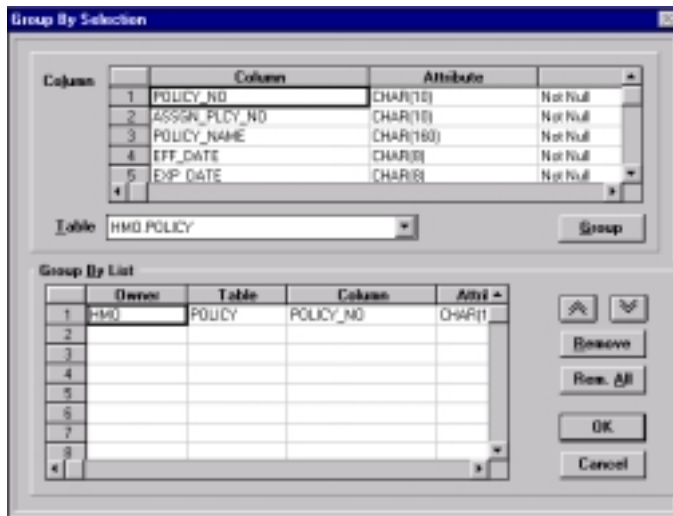 Group By Selection
Column
Column Attribute
1 POLICY_NO CHAR(10) Not Null
2 ASSGN_PLCY_NO CHAR(10) Not Null
3 POLICY_NAME CHAR(160) Not Null
4 EFF_DATE CHAR(8) Not Null
5 EXP_DATE CHAR(8) Not Null
Table HMO.POLICY Group
Group By List
Owner Table Column Attri
1 HMO POLICY POLICY_NO CHAR(1
2
3
4
5
6
7
8
Remove
Rem. All
OK
Cancel